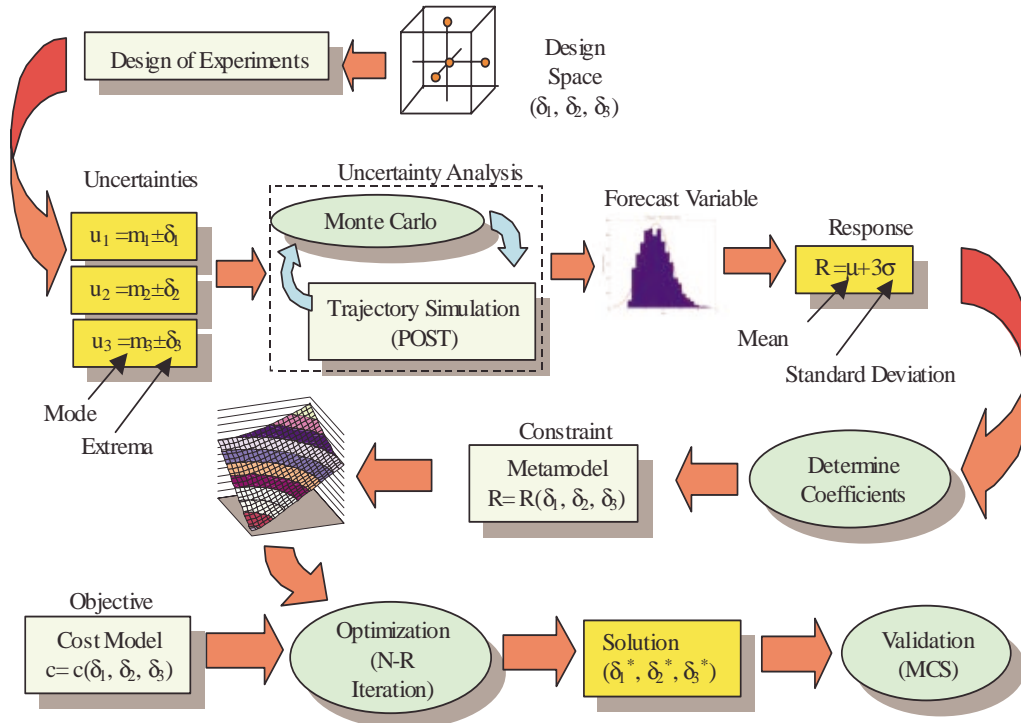 Design of Experiments
Design
Space
(δ₁, δ₂, δ₃)
Uncertainties
u₁ =m₁±δ₁
u₂ =m₂±δ₂
u₃ =m₃±δ₃
Mode
Extrema
Uncertainty Analysis
Monte Carlo
Trajectory Simulation
(POST)
Forecast Variable
Response
R =μ+3σ
Mean
Standard Deviation
Constraint
Metamodel
R= R(δ₁, δ₂, δ₃)
Determine
Coefficients
Objective
Cost Model
c= c(δ₁, δ₂, δ₃)
Optimization
(N-R
Iteration)
Solution
(δ₁*, δ₂*, δ₃*)
Validation
(MCS)